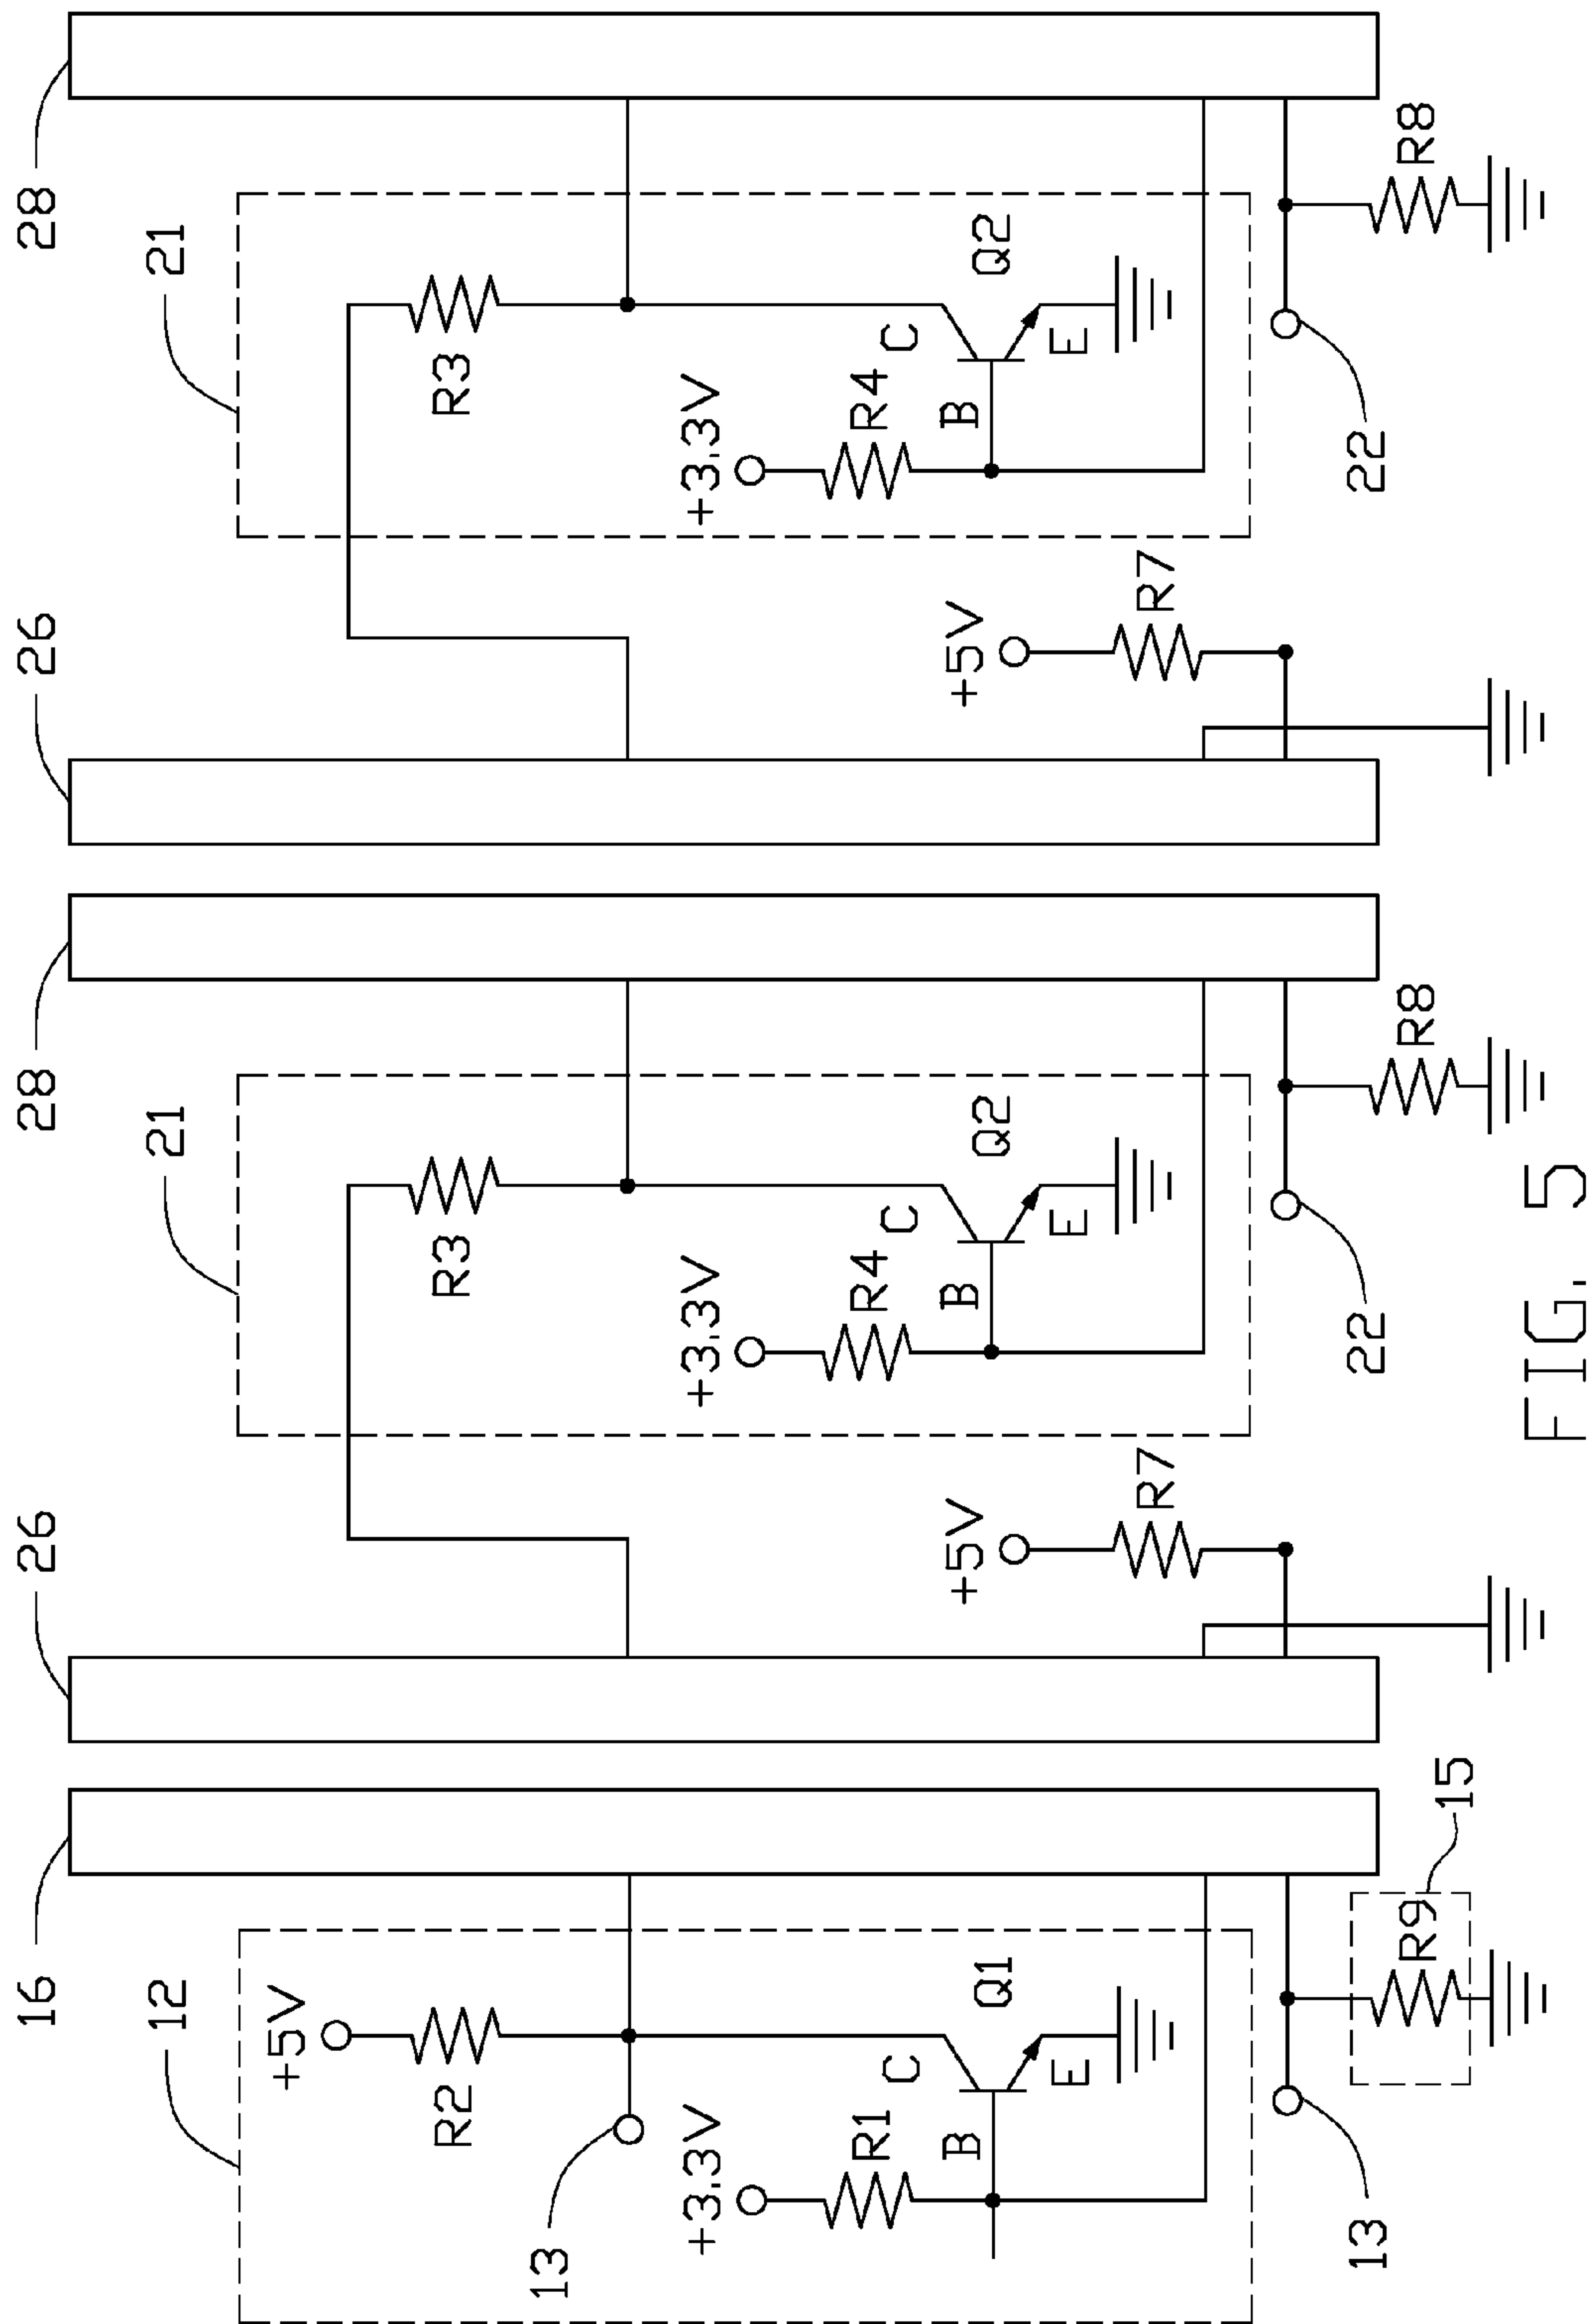 16
26
28
26
28
12
21
21
+5V
R2
R3
R3
13
+3.3V
+3.3V
+3.3V
R1
R4
R4
C
C
C
B
+5V
B
+5V
B
Q1
Q2
Q2
E
E
E
R7
R7
13
22
22
R9
R8
R8
15
FIG. 5